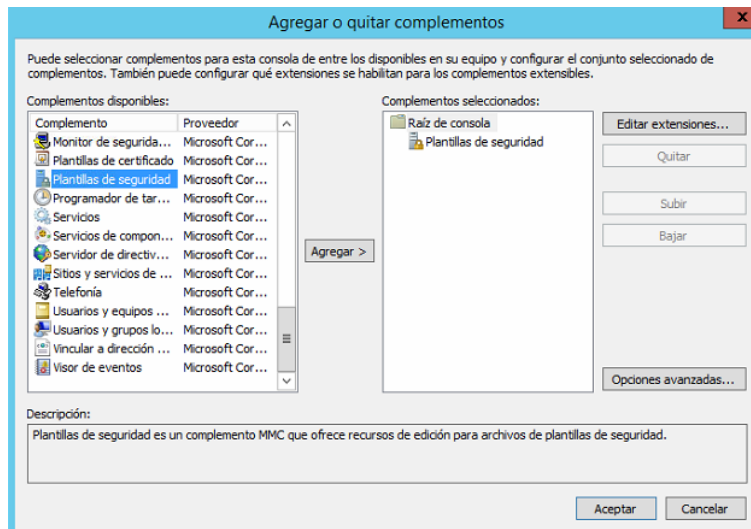 Agregar o quitar complementos
x
Puede seleccionar complementos para esta consola de entre los disponibles en su equipo y configurar el conjunto seleccionado de
complementos. También puede configurar qué extensiones se habilitan para los complementos extensibles.
Complementos disponibles:
Complemento Proveedor
Monitor de segurida... Microsoft Cor...
Plantillas de certificado Microsoft Cor...
Plantillas de seguridad Microsoft Cor...
Programador de tar... Microsoft Cor...
Servicios Microsoft Cor...
Servicios de compon... Microsoft Cor...
Servidor de directiv... Microsoft Cor...
Sitios y servicios de ... Microsoft Cor...
Telefonía Microsoft Cor...
Usuarios y equipos ... Microsoft Cor...
Usuarios y grupos lo... Microsoft Cor...
Vincular a dirección ... Microsoft Cor...
Visor de eventos Microsoft Cor...
Agregar >
Complementos seleccionados:
Raíz de consola
Plantillas de seguridad
Editar extensiones...
Quitar
Subir
Bajar
Opciones avanzadas...
Descripción:
Plantillas de seguridad es un complemento MMC que ofrece recursos de edición para archivos de plantillas de seguridad.
Aceptar Cancelar